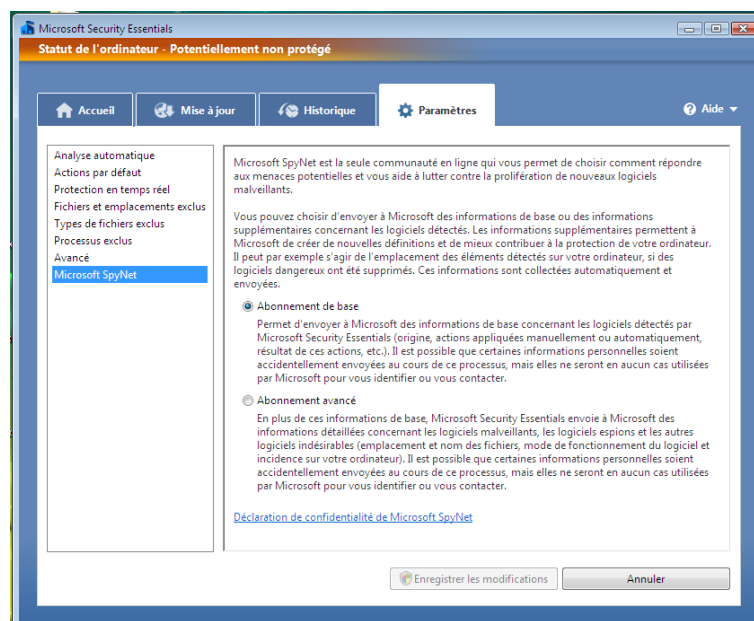 Microsoft Security Essentials
Statut de l'ordinateur - Potentiellement non protégé
Accueil
Mise à jour
Historique
Paramètres
Aide
Analyse automatique
Actions par défaut
Protection en temps réel
Fichiers et emplacements exclus
Types de fichiers exclus
Processus exclus
Avancé
Microsoft SpyNet
Microsoft SpyNet est la seule communauté en ligne qui vous permet de choisir comment répondre
aux menaces potentielles et vous aide à lutter contre la prolifération de nouveaux logiciels
malveillants.
Vous pouvez choisir d'envoyer à Microsoft des informations de base ou des informations
supplémentaires concernant les logiciels détectés. Les informations supplémentaires permettent à
Microsoft de créer de nouvelles définitions et de mieux contribuer à la protection de votre ordinateur.
Il peut par exemple s'agir de l'emplacement des éléments détectés sur votre ordinateur, si des
logiciels dangereux ont été supprimés. Ces informations sont collectées automatiquement et
envoyées.
Abonnement de base
Permet d'envoyer à Microsoft des informations de base concernant les logiciels détectés par
Microsoft Security Essentials (origine, actions appliquées manuellement ou automatiquement,
résultat de ces actions, etc.). Il est possible que certaines informations personnelles soient
accidentellement envoyées au cours de ce processus, mais elles ne seront en aucun cas utilisées
par Microsoft pour vous identifier ou vous contacter.
Abonnement avancé
En plus de ces informations de base, Microsoft Security Essentials envoie à Microsoft des
informations détaillées concernant les logiciels malveillants, les logiciels espions et les autres
logiciels indésirables (emplacement et nom des fichiers, mode de fonctionnement du logiciel et
incidence sur votre ordinateur). Il est possible que certaines informations personnelles soient
accidentellement envoyées au cours de ce processus, mais elles ne seront en aucun cas utilisées
par Microsoft pour vous identifier ou vous contacter.
Déclaration de confidentialité de Microsoft SpyNet
Enregistrer les modifications
Annuler